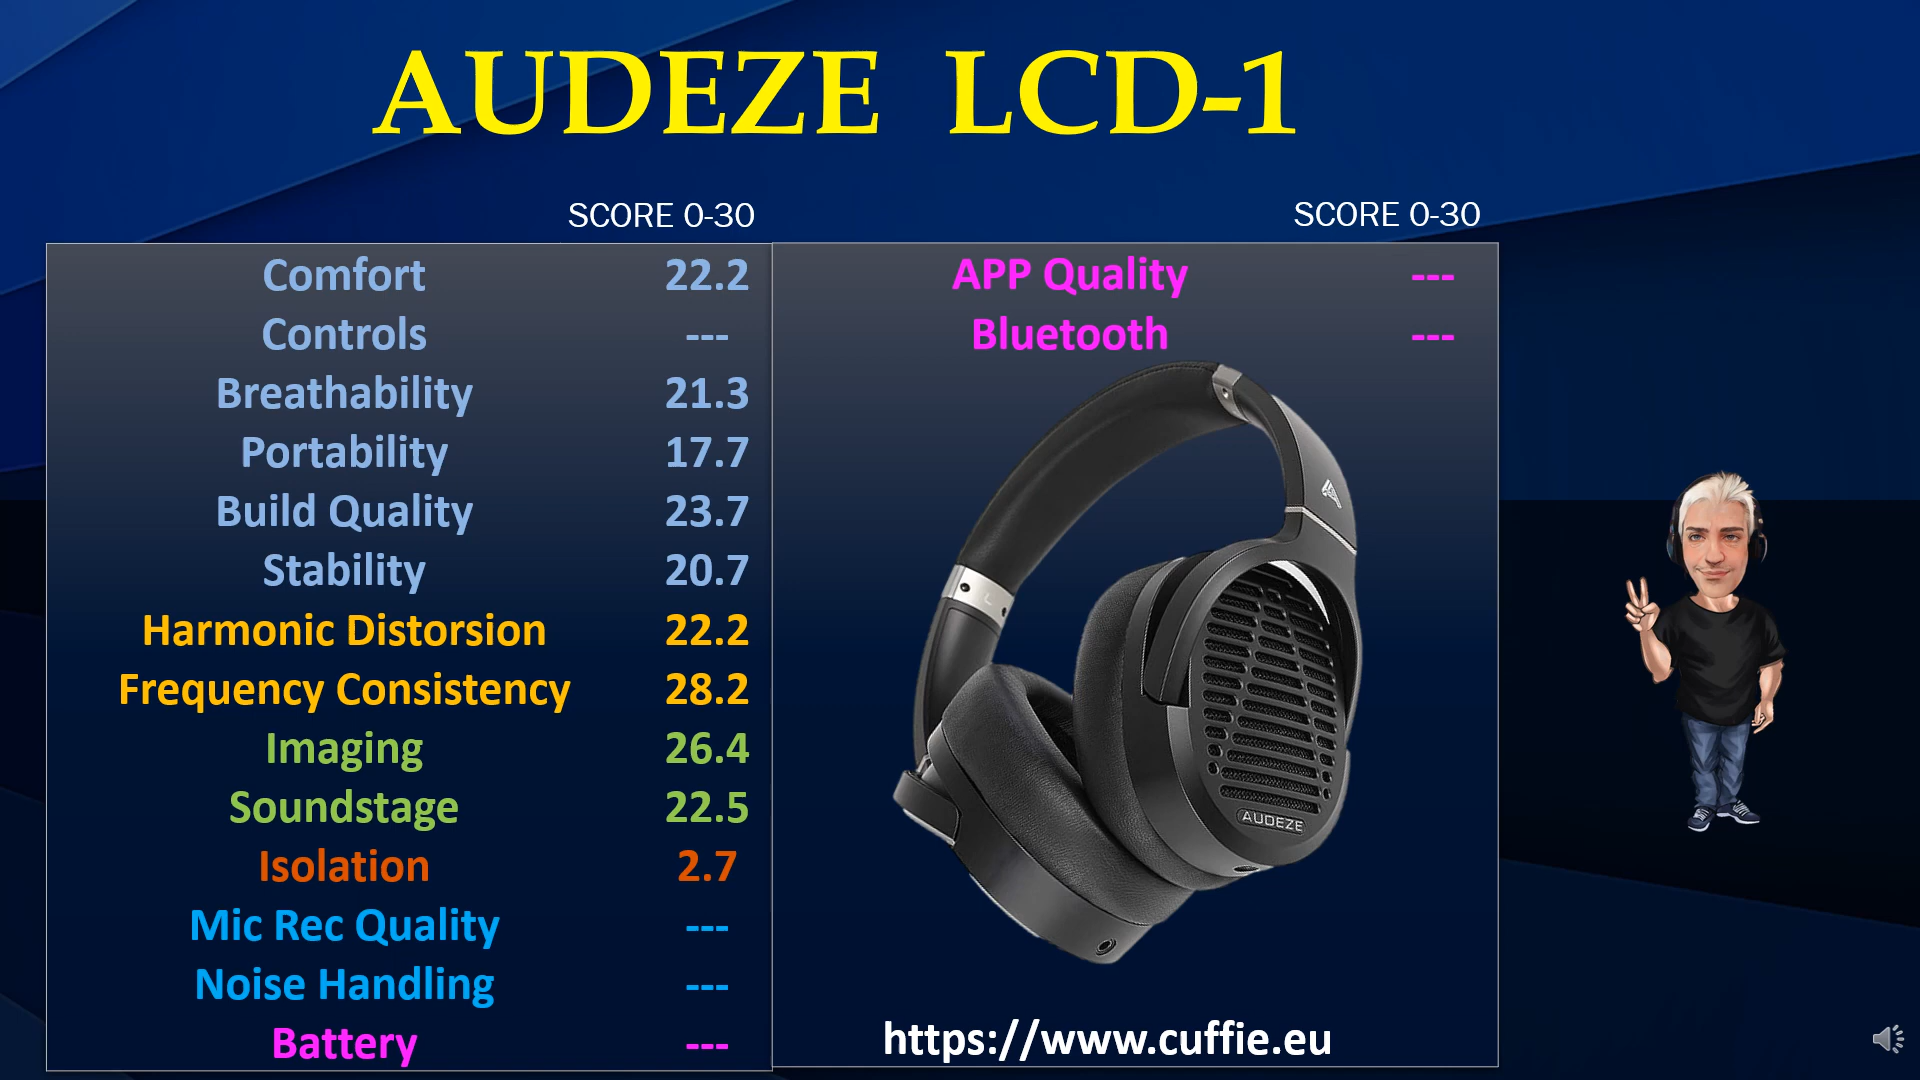 AUDEZE LCD-1
SCORE 0-30
SCORE 0-30
Comfort 22.2
Controls ---
Breathability 21.3
Portability 17.7
Build Quality 23.7
Stability 20.7
Harmonic Distorsion 22.2
Frequency Consistency 28.2
Imaging 26.4
Soundstage 22.5
Isolation 2.7
Mic Rec Quality ---
Noise Handling ---
Battery ---
APP Quality ---
Bluetooth ---
L
AUDEZE
https://www.cuffie.eu